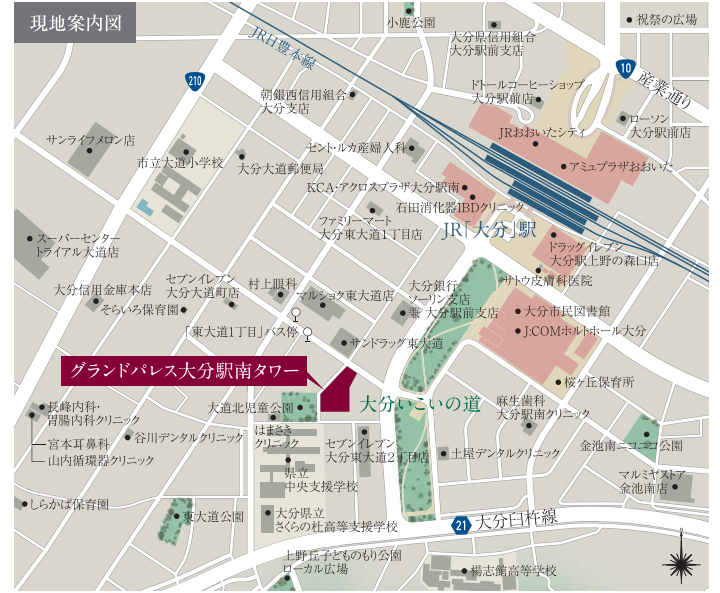 現地案内図
小鹿公園
祝祭の広場
大分県信用組合
大分駅前支店
JR日豊本線
10
産業通り
210
朝銀西信用組合
大分支店
ドトールコーヒーショップ
大分駅前店
ローソン
大分駅前店
サンライフメロン店
市立大道小学校
大分大道郵便局
セント・ルカ産婦人科
JRおおいたシティ
アミュプラザおおいた
KCA・アクロスプラザ大分駅南
石田消化器IBDクリニック
ファミリーマート
大分東大道1丁目店
JR「大分」駅
スーパーセンター
トライアル大道店
ドラッグイレブン
大分駅上野の森口店
サトウ皮膚科医院
大分信用金庫本店
そらいろ保育園
セブンイレブン
大分大道町店
村上眼科
マルショク東大道店
大分銀行
ソーリン支店
兼 大分駅前支店
大分市民図書館
J:COMホルトホール大分
「東大道1丁目」バス停
サンドラッグ東大道
グランドパレス大分駅南タワー
桜ヶ丘保育所
大分いこいの道
長峰内科・
胃腸内科クリニック
宮本耳鼻科
山内循環器クリニック
谷川デンタルクリニック
大道北児童公園
はまさき
クリニック
麻生歯科
大分駅南クリニック
セブンイレブン
大分東大道2丁目店
土屋デンタルクリニック
金池南ニコニコ公園
県立
中央支援学校
マルミヤストア
金池南店
しらかば保育園
東大道公園
大分県立
さくらの杜高等支援学校
21
大分臼杵線
上野丘子どものもり公園
ローカル広場
楊志館高等学校
N